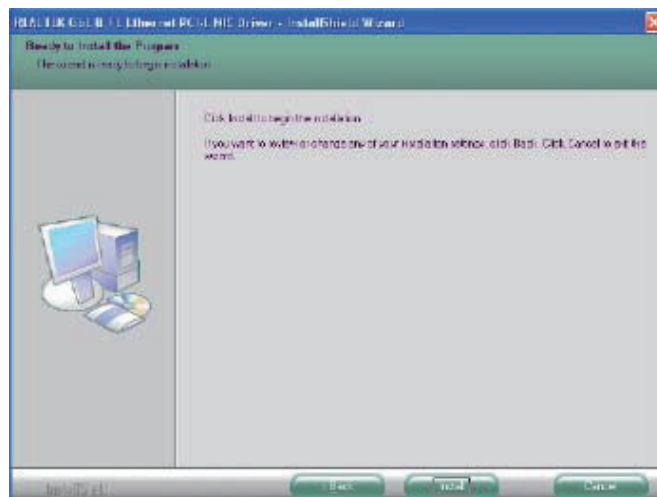 REALTEK GbE & FE Ethernet PCI-E NIC Driver - InstallShield Wizard
Ready to Install the Program
The wizard is ready to begin installation.
Click Install to begin the installation.
If you want to review or change any of your installation settings, click Back. Click Cancel to exit the
wizard.
InstallShield
Back
Install
Cancel